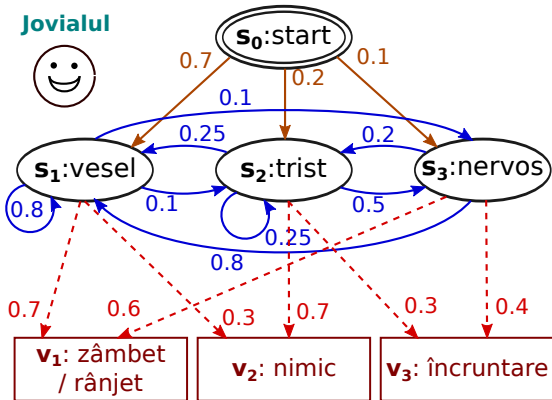 Jovialul
s0:start
0.7
0.2
0.1
0.1
0.25
0.2
s1:vesel
s2:trist
s3:nervos
0.8
0.1
0.25
0.5
0.8
0.7
0.6
0.3
0.7
0.3
0.4
v1: zâmbet
/ rânjet
v2: nimic
v3: încruntare